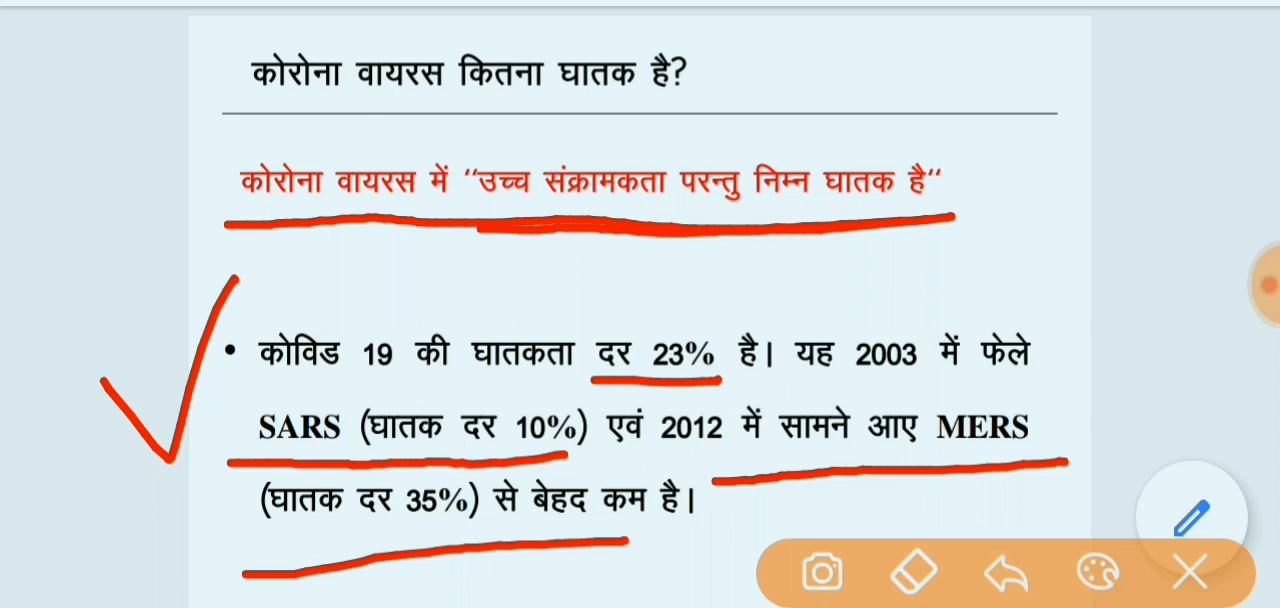 कोरोना वायरस कितना घातक है?
कोरोना वायरस में ‘‘उच्च संक्रामकता परन्तु निम्न घातक है‘‘
• कोविड 19 की घातकता दर 23% है। यह 2003 में फेले
SARS (घातक दर 10%) एवं 2012 में सामने आए MERS
(घातक दर 35%) से बेहद कम है।